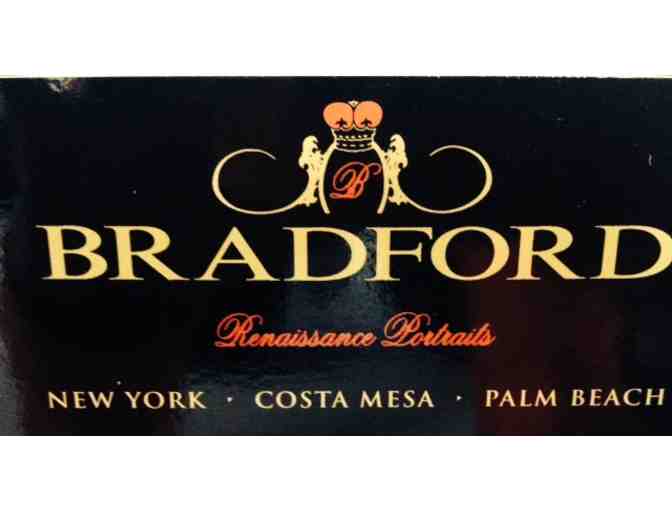 B
BRADFORD
Renaissance Portraits
NEW YORK · COSTA MESA · PALM BEACH